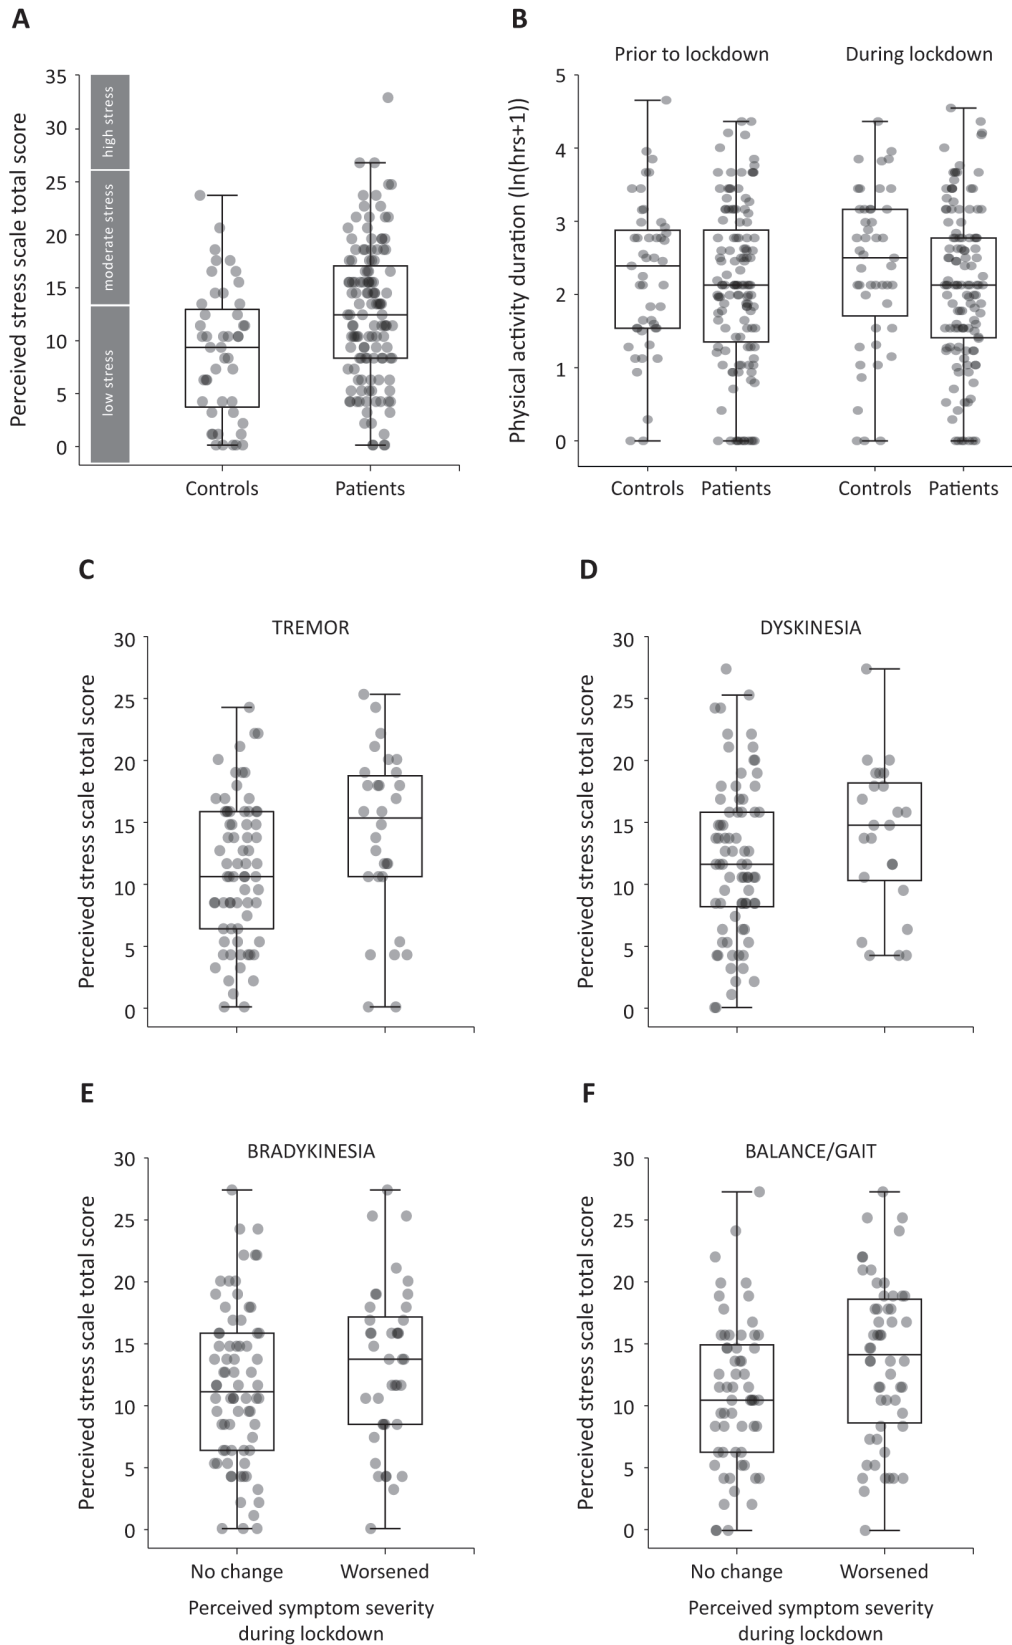 A
Perceived stress scale total score
35
30
25
20
15
10
5
0
high stress
moderate stress
low stress
Controls
Patients
B
Prior to lockdown
During lockdown
Physical activity duration (ln(hrs+1))
5
4
3
2
1
0
Controls
Patients
Controls
Patients
C
TREMOR
Perceived stress scale total score
30
25
20
15
10
5
0
D
DYSKINESIA
Perceived stress scale total score
30
25
20
15
10
5
0
E
BRADYKINESIA
Perceived stress scale total score
30
25
20
15
10
5
0
No change
Worsened
Perceived symptom severity
during lockdown
F
BALANCE/GAIT
Perceived stress scale total score
30
25
20
15
10
5
0
No change
Worsened
Perceived symptom severity
during lockdown